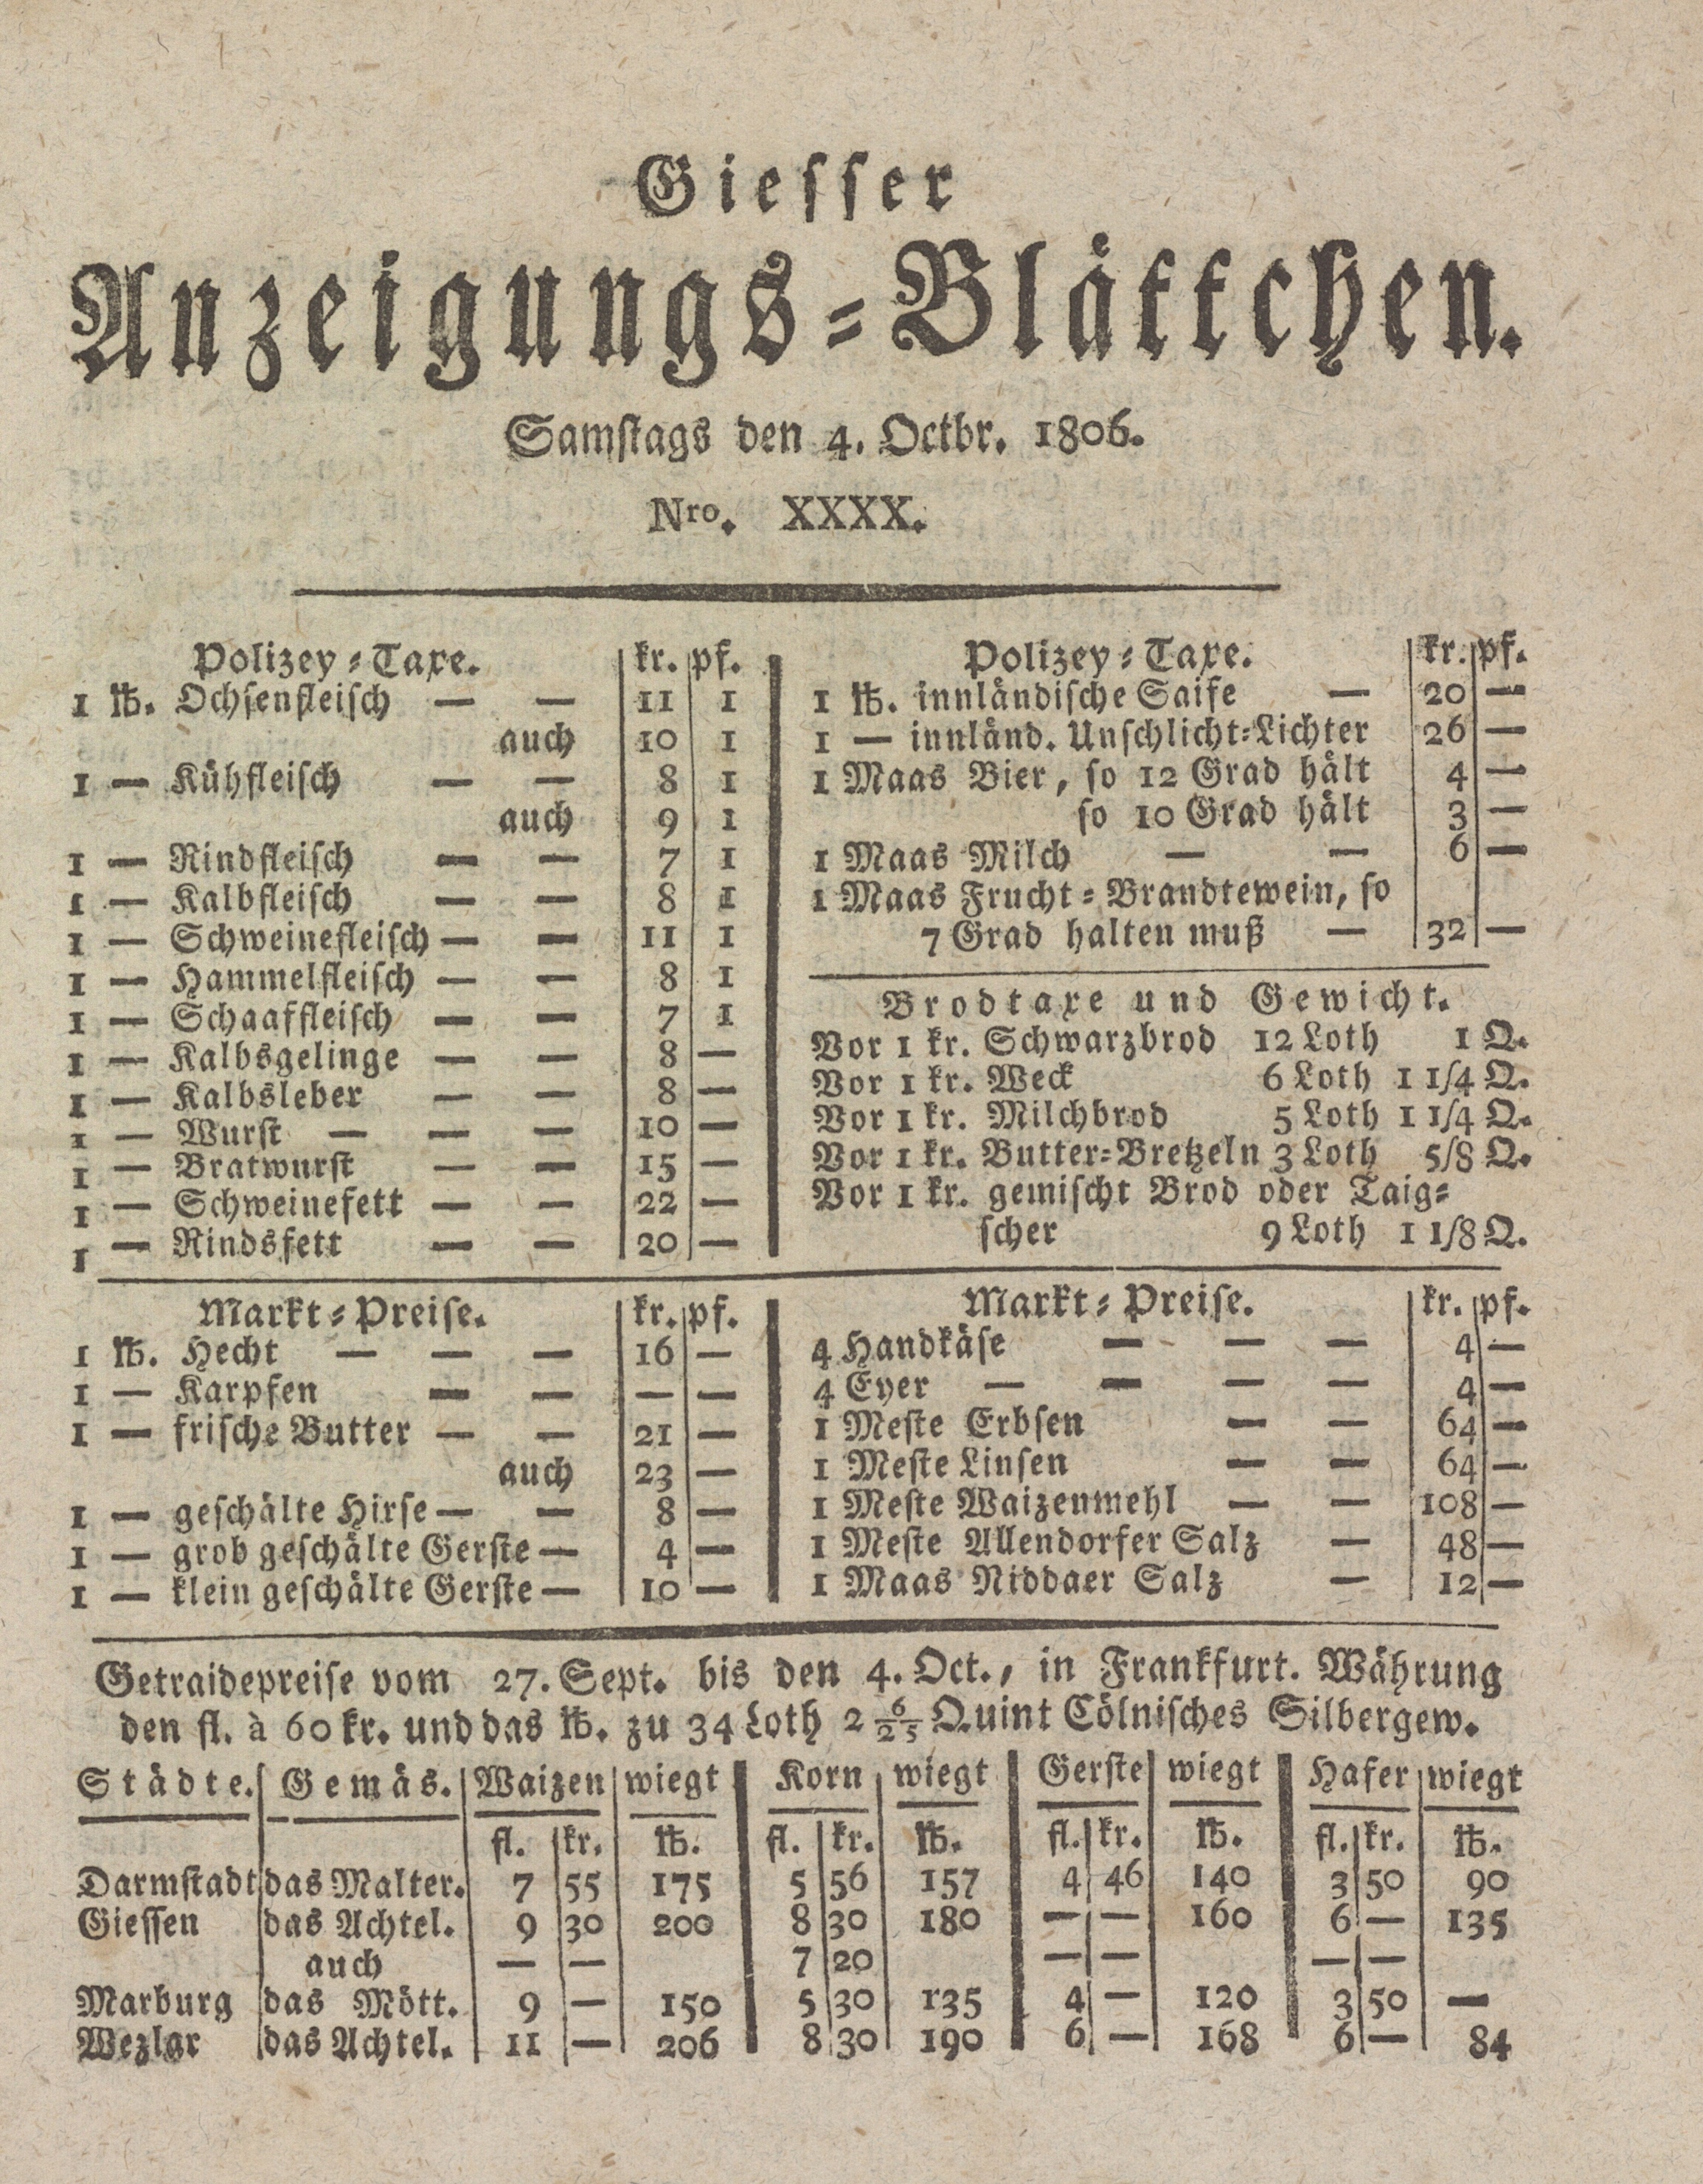 Giesser
Anzeigungs-Blättchen.
Samstags den 4. Octbr. 1806.
Nro. XXXX.
Polizey-Taxe. kr. pf.
1 ℔. Ochsenfleisch — — 11 1
auch 10 1
1 — Kühfleisch — — 8 1
auch 9 1
1 — Rindfleisch — — 7 1
1 — Kalbfleisch — — 8 1
1 — Schweinefleisch — — 11 1
1 — Hammelfleisch — — 8 1
1 — Schaaffleisch — — 7 1
1 — Kalbsgelinge — — 8 —
1 — Kalbsleber — — 8 —
1 — Wurst — — — 10 —
1 — Bratwurst — — 15 —
1 — Schweinefett — — 22 —
1 — Rindsfett — — 20 —
Polizey-Taxe. kr. pf.
1 ℔. innländische Saife — 20 —
1 — innländ. Unschlicht-Lichter 26 —
1 Maas Bier, so 12 Grad hält 4 —
so 10 Grad hält 3 —
1 Maas Milch — — 6 —
1 Maas Frucht-Brandtewein, so
7 Grad halten muß — 32 —
Brodtaxe und Gewicht.
Vor 1 kr. Schwarzbrod 12 Loth 1 Q.
Vor 1 kr. Weck 6 Loth 1 1/4 Q.
Vor 1 kr. Milchbrod 5 Loth 1 1/4 Q.
Vor 1 kr. Butter-Bretzeln 3 Loth 5/8 Q.
Vor 1 kr. gemischt Brod oder Taig-
scher 9 Loth 1 1/8 Q.
Markt-Preise. kr. pf.
1 ℔. Hecht — — — 16 —
1 — Karpfen — — — —
1 — frische Butter — — 21 —
auch 23 —
1 — geschälte Hirse — — 8 —
1 — grob geschälte Gerste — 4 —
1 — klein geschälte Gerste — 10 —
Markt-Preise. kr. pf.
4 Handkäse — — — 4 —
4 Eyer — — — — 4 —
1 Meste Erbsen — — 64 —
1 Meste Linsen — — 64 —
1 Meste Waizenmehl — — 108 —
1 Meste Allendorfer Salz — 48 —
1 Maas Niddaer Salz — 12 —
Getraidepreise vom 27. Sept. bis den 4. Oct., in Frankfurt. Währung
den fl. à 60 kr. und das ℔. zu 34 Loth 2 6/25 Quint Cölnisches Silbergew.
Städte. Gemäs. Waizen wiegt Korn wiegt Gerste wiegt Hafer wiegt
fl. kr. ℔. fl. kr. ℔. fl. kr. ℔. fl. kr. ℔.
Darmstadt das Malter. 7 55 175 5 56 157 4 46 140 3 50 90
Giessen das Achtel. 9 30 200 8 30 180 — — 160 6 — 135
auch — — 7 20 — — — —
Marburg das Mött. 9 — 150 5 30 135 4 — 120 3 50 —
Wezlar das Achtel. 11 — 206 8 30 190 6 — 168 6 — 84